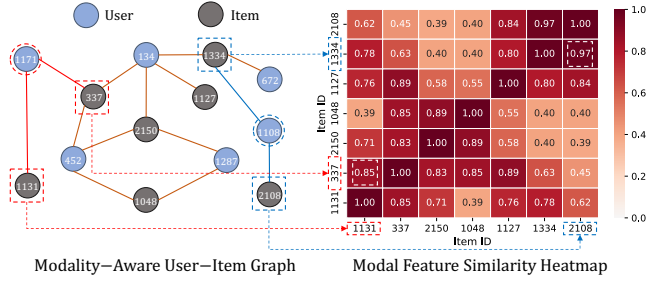 User Item
1171
134
1334
672
337
1127
2150
1108
452
1287
1131
1048
2108
Modality−Aware User−Item Graph
Item ID
2108 0.62 0.45 0.39 0.40 0.84 0.97 1.00
1334 0.78 0.63 0.40 0.40 0.80 1.00 0.97
1127 0.76 0.89 0.58 0.55 1.00 0.80 0.84
1048 0.39 0.85 0.89 1.00 0.55 0.40 0.40
2150 0.71 0.83 1.00 0.89 0.58 0.40 0.39
337 0.85 1.00 0.83 0.85 0.89 0.63 0.45
1131 1.00 0.85 0.71 0.39 0.76 0.78 0.62
1131 337 2150 1048 1127 1334 2108
Item ID
1.0
0.8
0.6
0.4
0.2
0.0
Modal Feature Similarity Heatmap